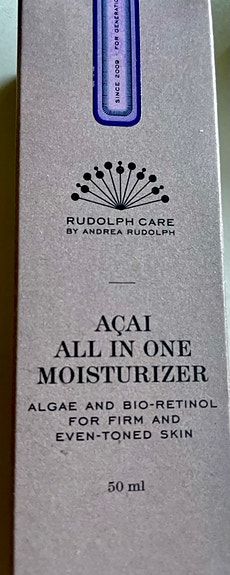 SINCE 2009 · FOR
RUDOLPH CARE
BY ANDREA RUDOLPH
AÇAI
ALL IN ONE
MOISTURIZER
ALGAE AND BIO-RETINOL
FOR FIRM AND
EVEN-TONED SKIN
50 ml